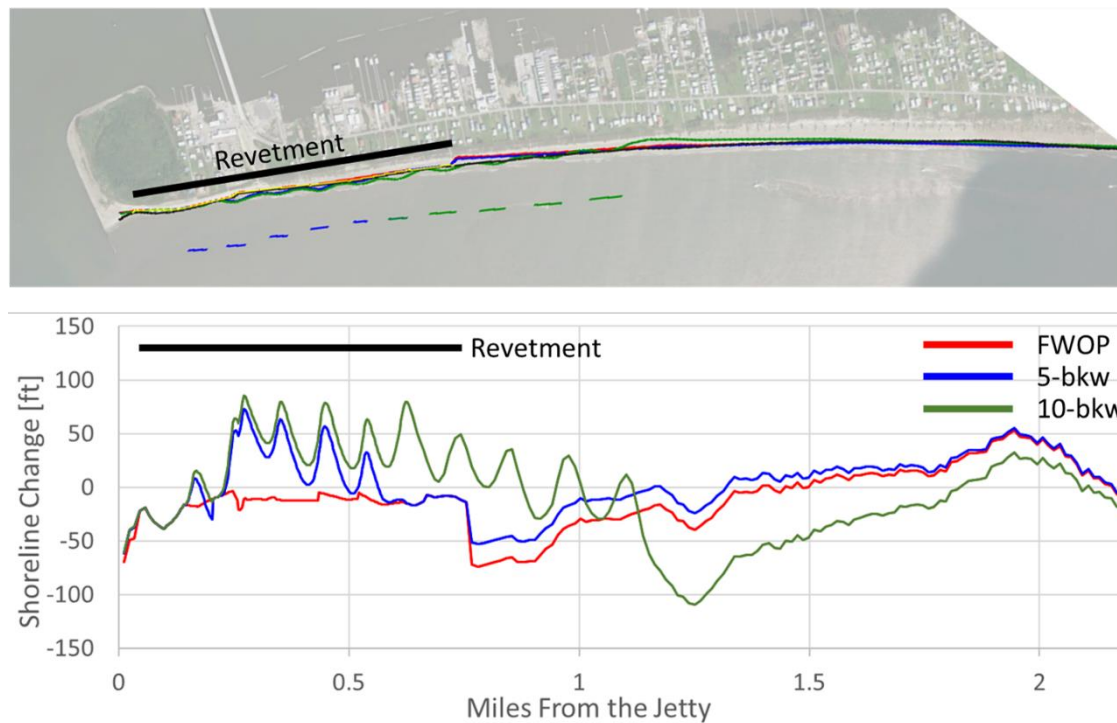 Revetment
150
100
50
0
-50
-100
-150
Shoreline Change [ft]
Revetment
FWOP
5-bkw
10-bkw
0
0.5
1
1.5
2
Miles From the Jetty